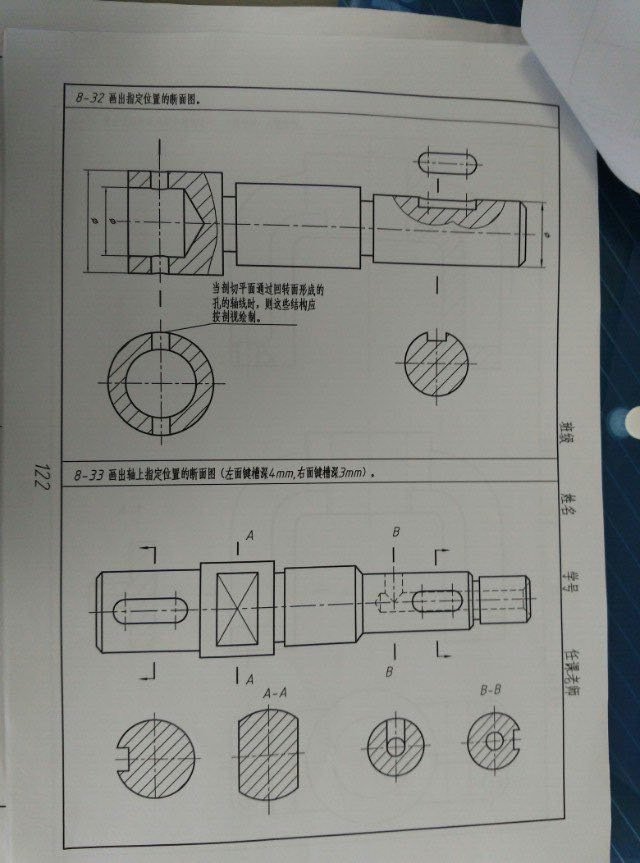 8-32 画出指定位置的断面图。
ø
ø
ø
当剖切平面通过回转面形成的
孔的轴线时，则这些结构应
按剖视绘制。
班级
姓名
学号
任课老师
122
8-33 画出轴上指定位置的断面图（左面键槽深4mm,右面键槽深3mm）。
A
B
A
B
A-A
B-B